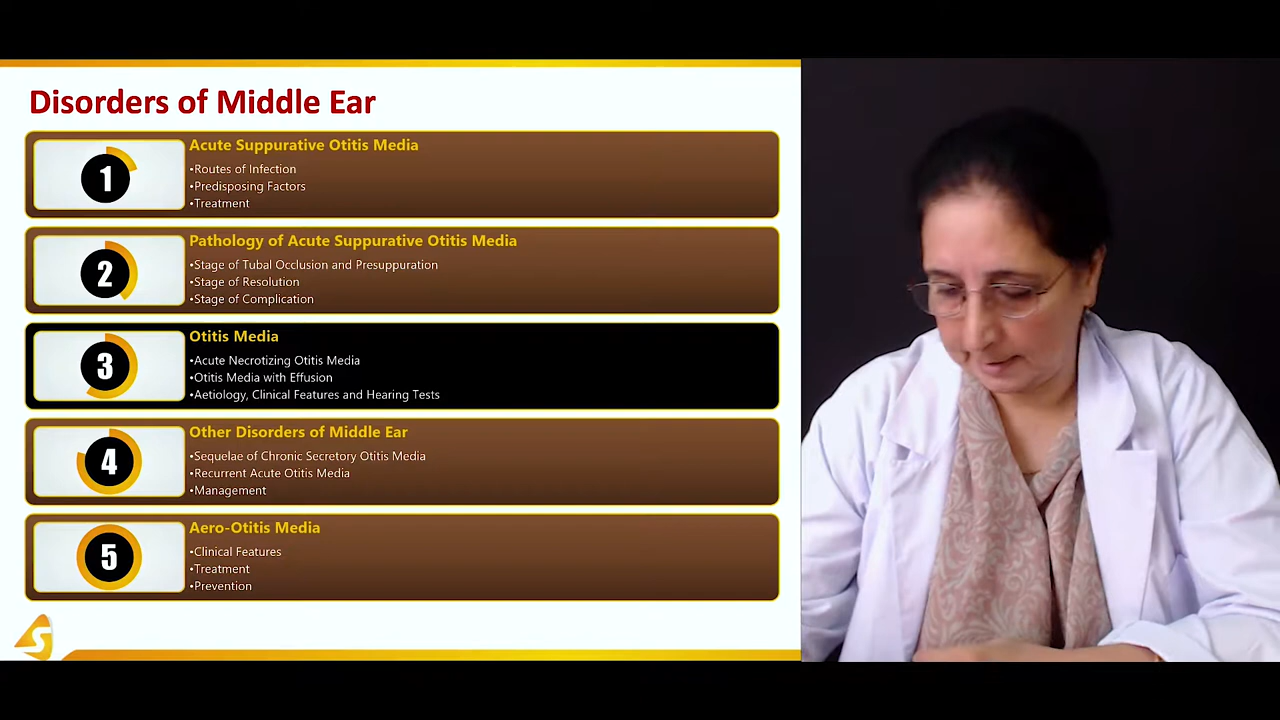 Disorders of Middle Ear
1
Acute Suppurative Otitis Media
•Routes of Infection
•Predisposing Factors
•Treatment
2
Pathology of Acute Suppurative Otitis Media
•Stage of Tubal Occlusion and Presuppuration
•Stage of Resolution
•Stage of Complication
3
Otitis Media
•Acute Necrotizing Otitis Media
•Otitis Media with Effusion
•Aetiology, Clinical Features and Hearing Tests
4
Other Disorders of Middle Ear
•Sequelae of Chronic Secretory Otitis Media
•Recurrent Acute Otitis Media
•Management
5
Aero-Otitis Media
•Clinical Features
•Treatment
•Prevention
S